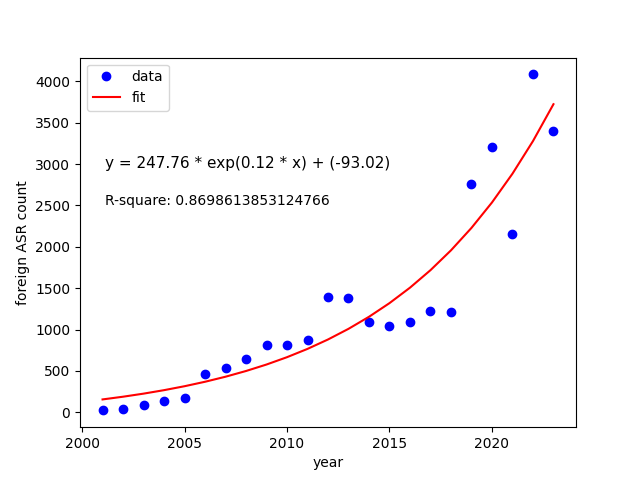 data
fit
y = 247.76 * exp(0.12 * x) + (-93.02)
R-square: 0.8698613853124766
foreign ASR count
4000
3500
3000
2500
2000
1500
1000
500
0
2000
2005
2010
2015
2020
year